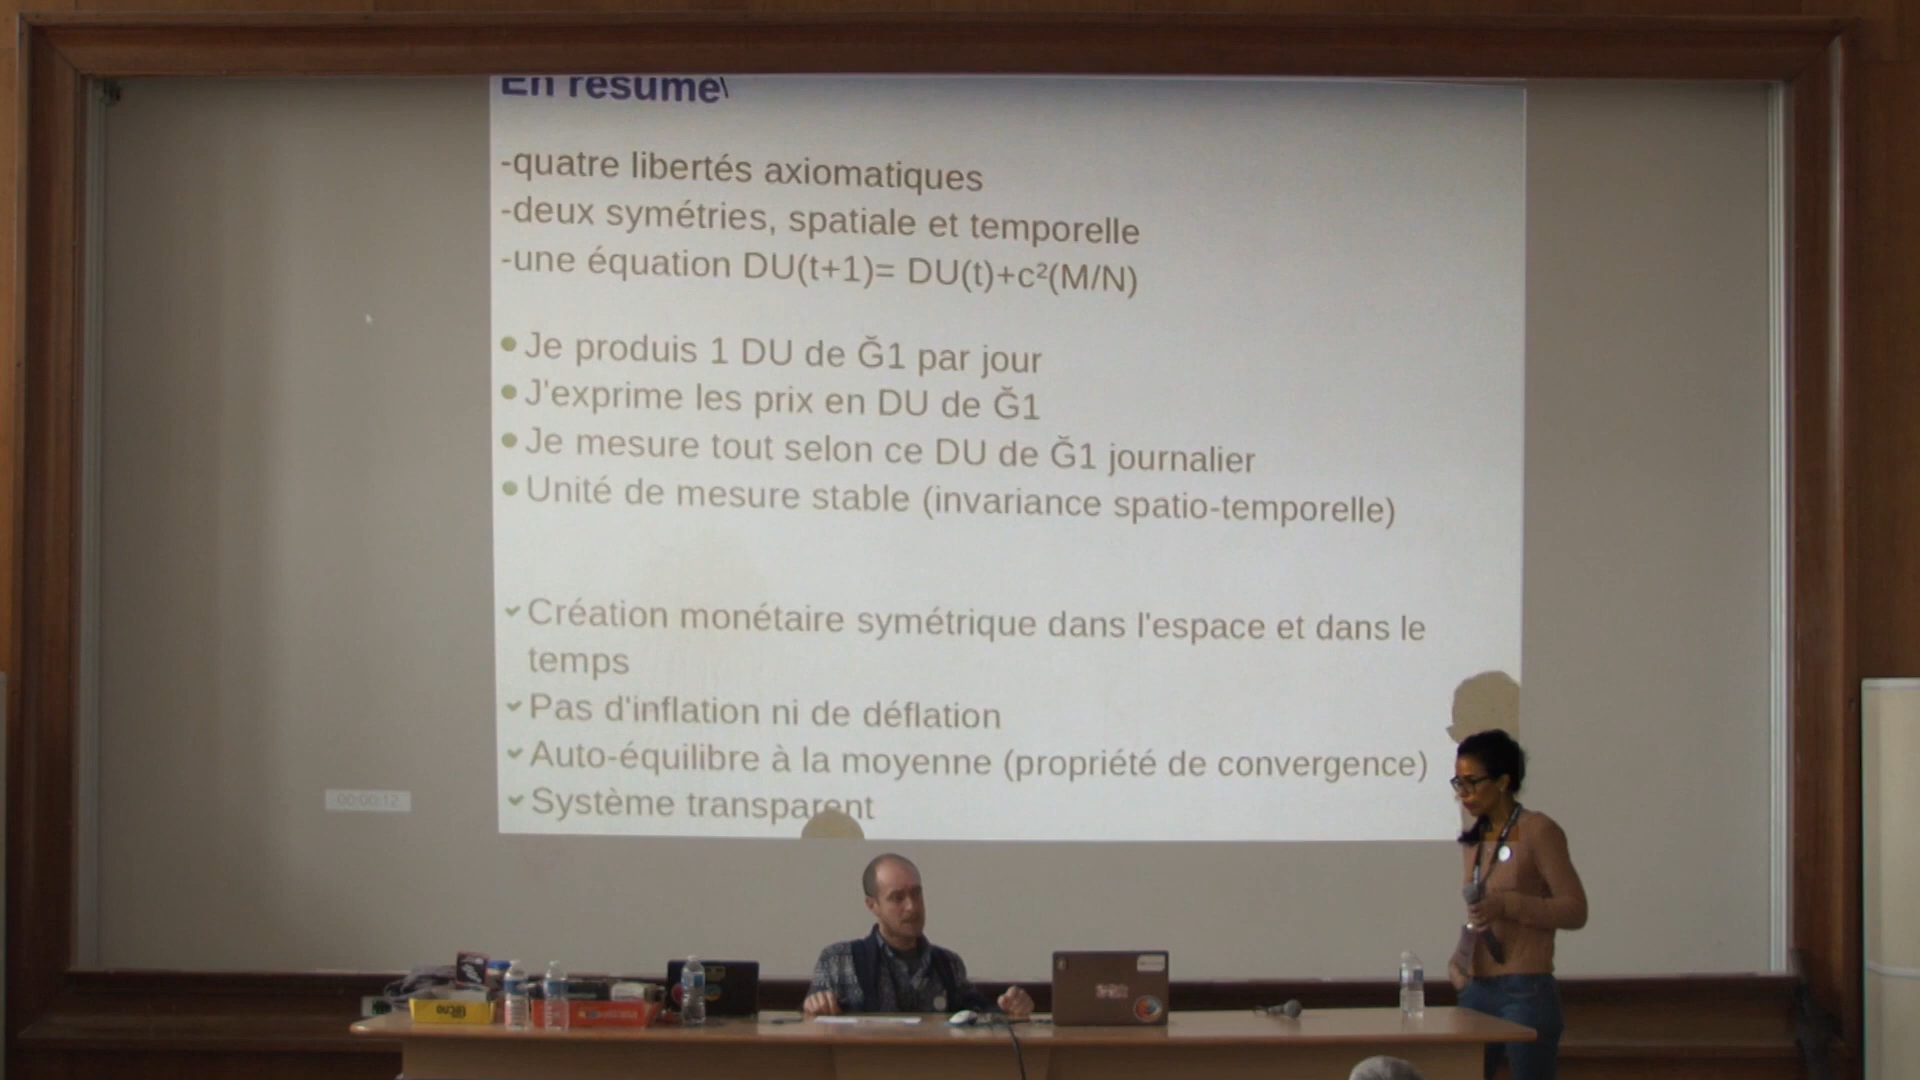 En résumé\
-quatre libertés axiomatiques
-deux symétries, spatiale et temporelle
-une équation DU(t+1)= DU(t)+c²(M/N)
Je produis 1 DU de Ğ1 par jour
J'exprime les prix en DU de Ğ1
Je mesure tout selon ce DU de Ğ1 journalier
Unité de mesure stable (invariance spatio-temporelle)
Création monétaire symétrique dans l'espace et dans le
temps
Pas d'inflation ni de déflation
Auto-équilibre à la moyenne (propriété de convergence)
Système transparent
00:00:12